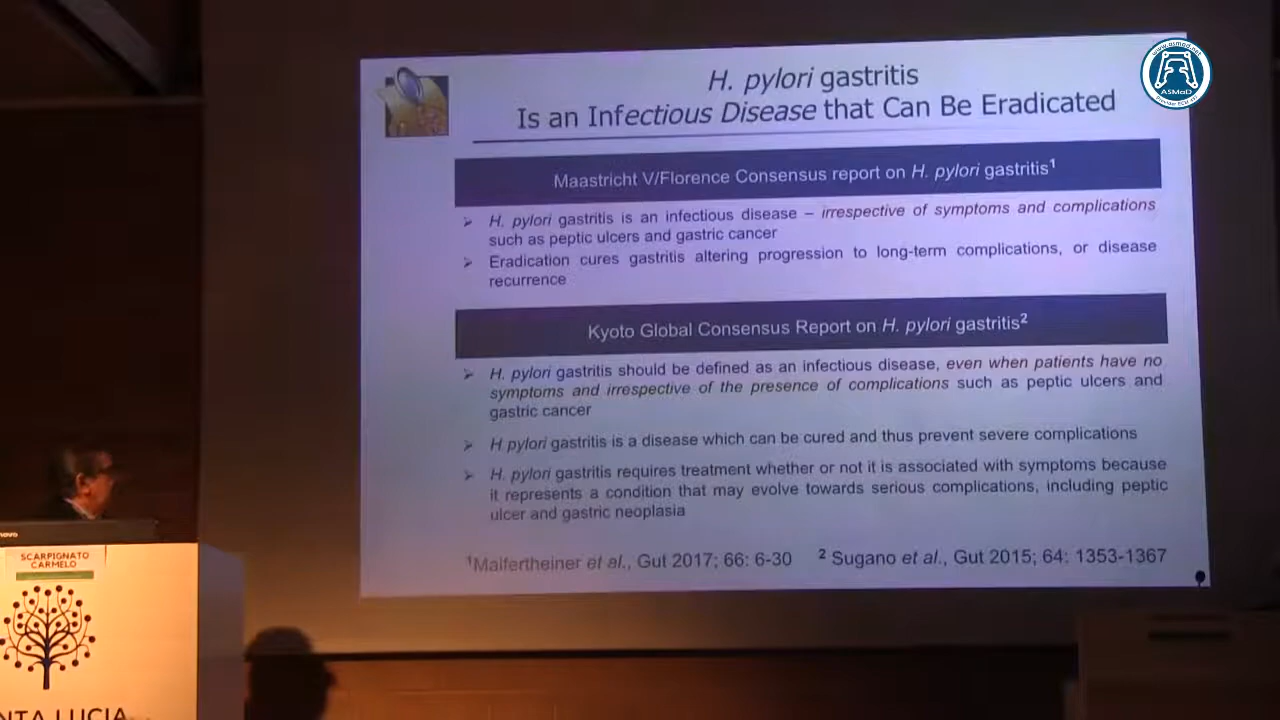 H. pylori gastritis
Is an Infectious Disease that Can Be Eradicated
www.asmad.net
ASMaD
Maastricht V/Florence Consensus report on H. pylori gastritis¹
➢ H. pylori gastritis is an infectious disease – irrespective of symptoms and complications
such as peptic ulcers and gastric cancer
➢ Eradication cures gastritis altering progression to long-term complications, or disease
recurrence
Kyoto Global Consensus Report on H. pylori gastritis²
➢ H. pylori gastritis should be defined as an infectious disease, even when patients have no
symptoms and irrespective of the presence of complications such as peptic ulcers and
gastric cancer
➢ H pylori gastritis is a disease which can be cured and thus prevent severe complications
➢ H. pylori gastritis requires treatment whether or not it is associated with symptoms because
it represents a condition that may evolve towards serious complications, including peptic
ulcer and gastric neoplasia
¹Malfertheiner et al., Gut 2017; 66: 6-30 ² Sugano et al., Gut 2015; 64: 1353-1367
SCARPIGNATO
CARMELO
NTA LUCIA